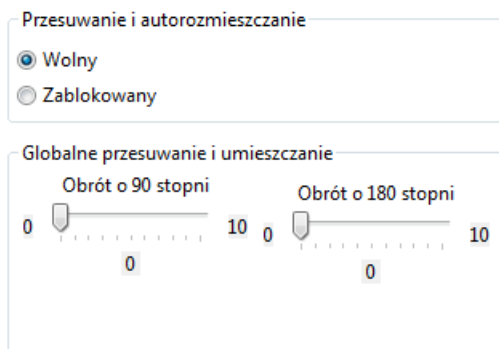 Przesuwanie i autorozmieszczanie
Wolny
Zablokowany
Globalne przesuwanie i umieszczanie
Obrót o 90 stopni
Obrót o 180 stopni
0 10 0 10
0 0